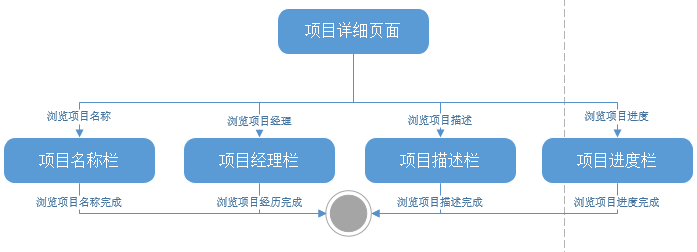 项目详细页面
浏览项目名称
浏览项目经理
浏览项目描述
浏览项目进度
项目名称栏
项目经理栏
项目描述栏
项目进度栏
浏览项目名称完成
浏览项目经历完成
浏览项目描述完成
浏览项目进度完成